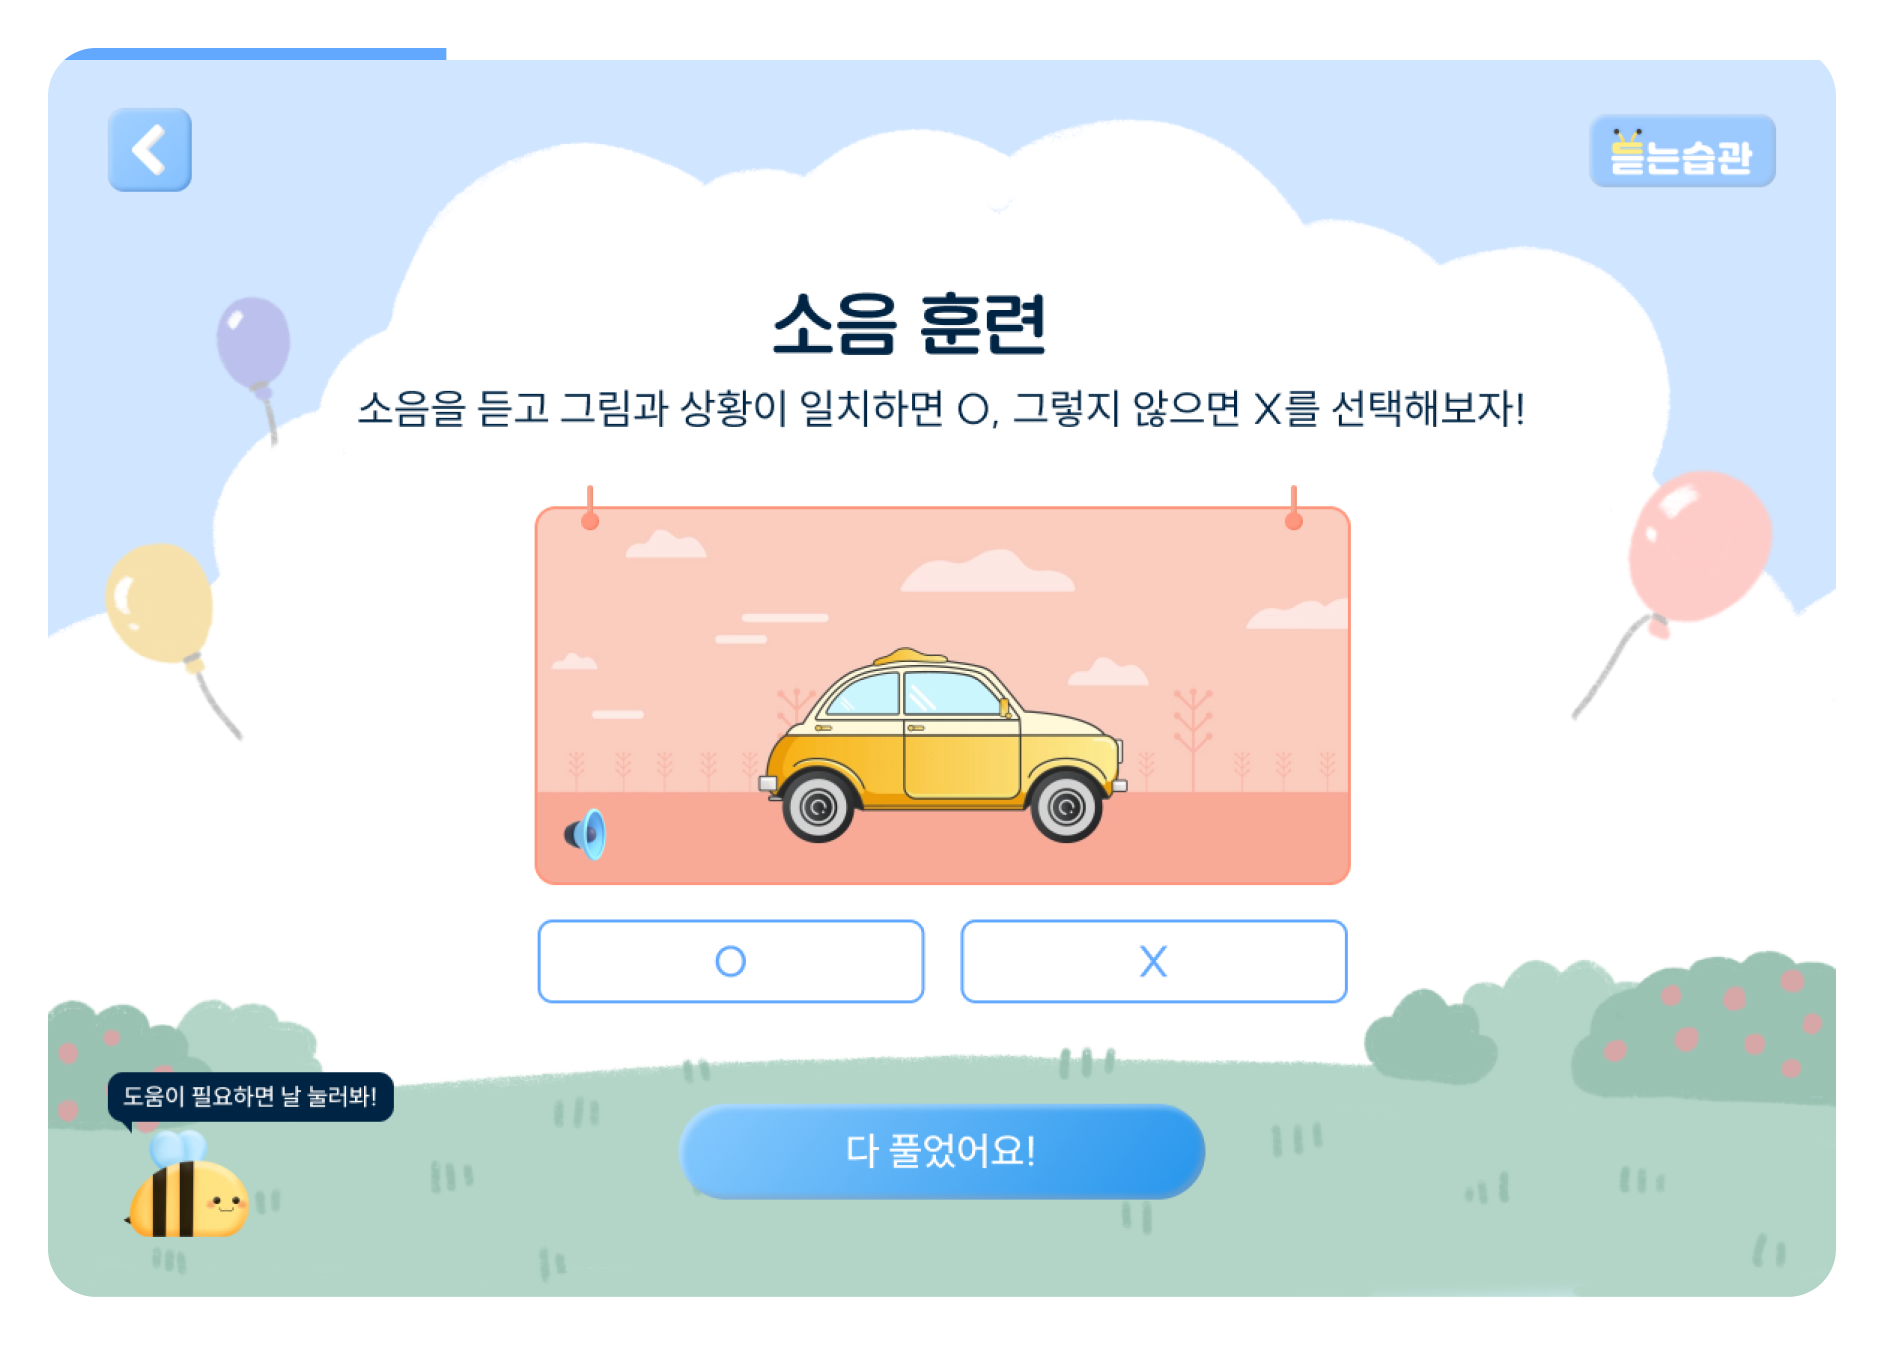 듣는습관
소음 훈련
소음을 듣고 그림과 상황이 일치하면 O, 그렇지 않으면 X를 선택해보자!
O
X
도움이 필요하면 날 눌러봐!
다 풀었어요!